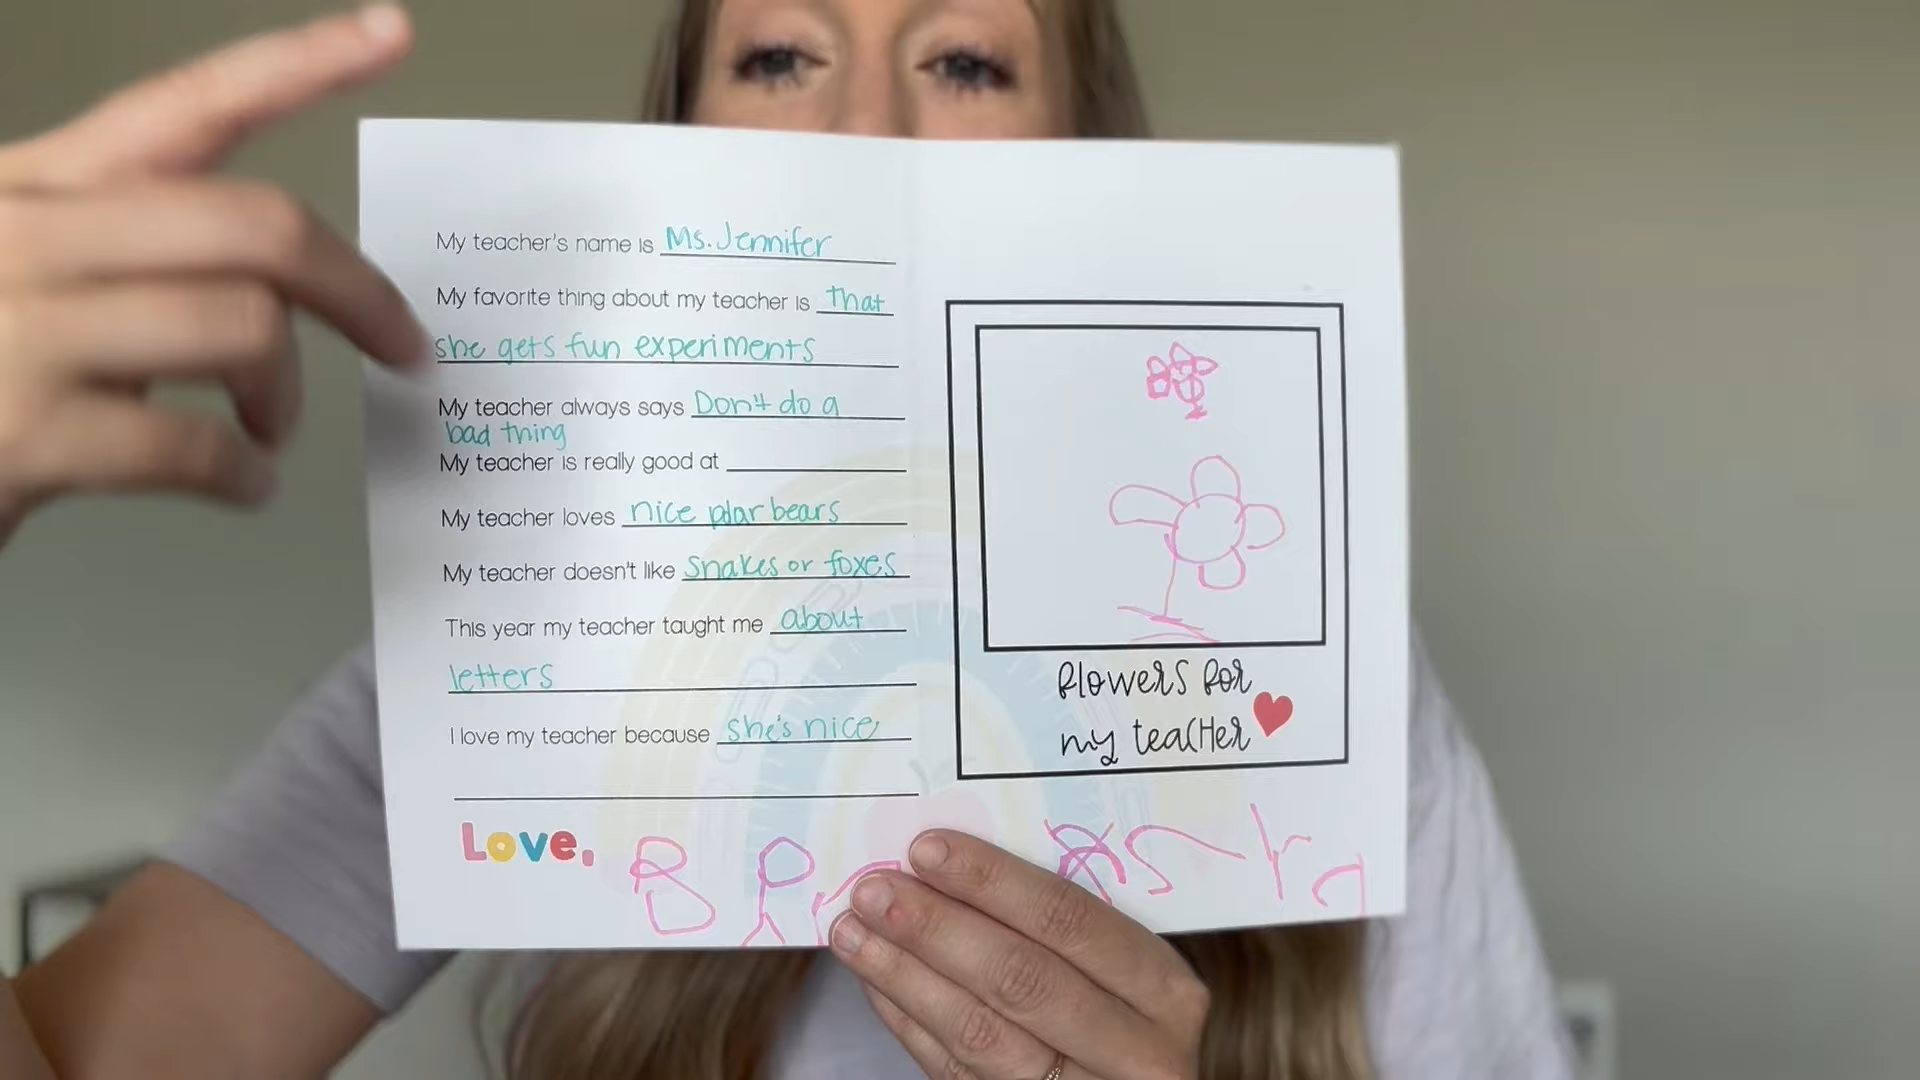 My teacher's name is Ms. Jennifer
My favorite thing about my teacher is that
she gets fun experiments
My teacher always says Don't do a
bad thing
My teacher is really good at
My teacher loves nice polar bears
My teacher doesn't like snakes or foxes
This year my teacher taught me about
letters
I love my teacher because she's nice
Love,
flowers for
my teacher